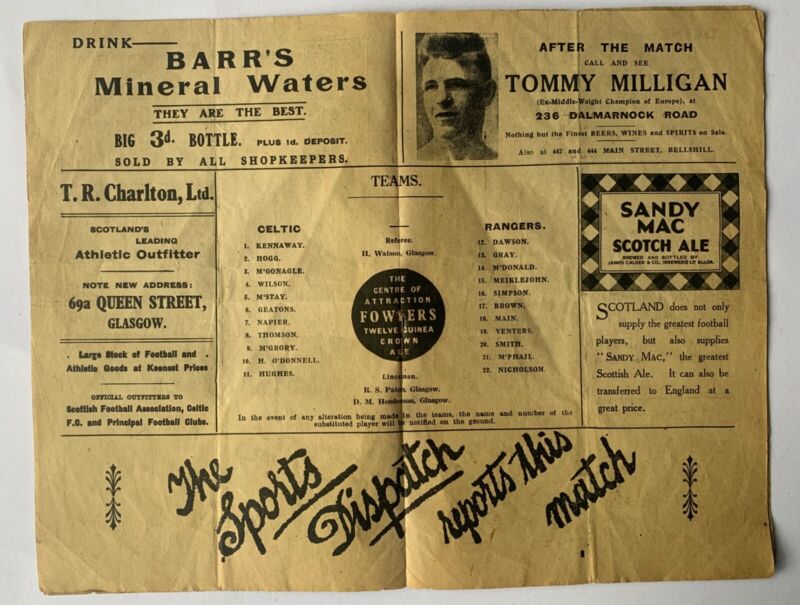 DRINK—
BARR'S
Mineral Waters
THEY ARE THE BEST.
BIG 3d. BOTTLE. PLUS 1d. DEPOSIT.
SOLD BY ALL SHOPKEEPERS.
AFTER THE MATCH
CALL AND SEE
TOMMY MILLIGAN
(Ex-Middle-Weight Champion of Europe), at
236 DALMARNOCK ROAD
Nothing but the Finest BEERS, WINES and SPIRITS on Sale.
Also at 442 and 444 MAIN STREET, BELLSHILL.
T. R. Charlton, Ltd.
SCOTLAND'S
LEADING
Athletic Outfitter
NOTE NEW ADDRESS:
69a QUEEN STREET,
GLASGOW.
Large Stock of Football and
Athletic Goods at Keenest Prices
OFFICIAL OUTFITTERS TO
Scottish Football Association, Celtic
F.C. and Principal Football Clubs.
TEAMS.
CELTIC
1. KENNAWAY.
2. HOGG.
3. M'GONAGLE.
4. WILSON.
5. M'STAY.
6. GEATONS.
7. NAPIER.
8. THOMSON.
9. M'GRORY.
10. H. O'DONNELL.
11. HUGHES.
Referee.
H. Watson, Glasgow.
THE
CENTRE OF
ATTRACTION
FOWLERS
TWELVE GUINEA
CROWN
ALE
Linesmen.
R. S. Paton, Glasgow.
D. M. Henderson, Glasgow.
RANGERS.
12. DAWSON.
13. GRAY.
14. M'DONALD.
15. MEIKLEJOHN.
16. SIMPSON.
17. BROWN.
18. MAIN.
19. VENTERS.
20. SMITH.
21. M'PHAIL.
22. NICHOLSON.
In the event of any alteration being made in the teams, the name and number of the
substituted player will be notified on the ground.
SANDY
MAC
SCOTCH ALE
BREWED AND BOTTLED BY
JAMES CALDER & CO., (BREWERS) LD ALLOA.
SCOTLAND does not only
supply the greatest football
players, but also supplies
"SANDY MAC," the greatest
Scottish Ale. It can also be
transferred to England at a
great price.
The
Sports
Dispatch
reports this
match